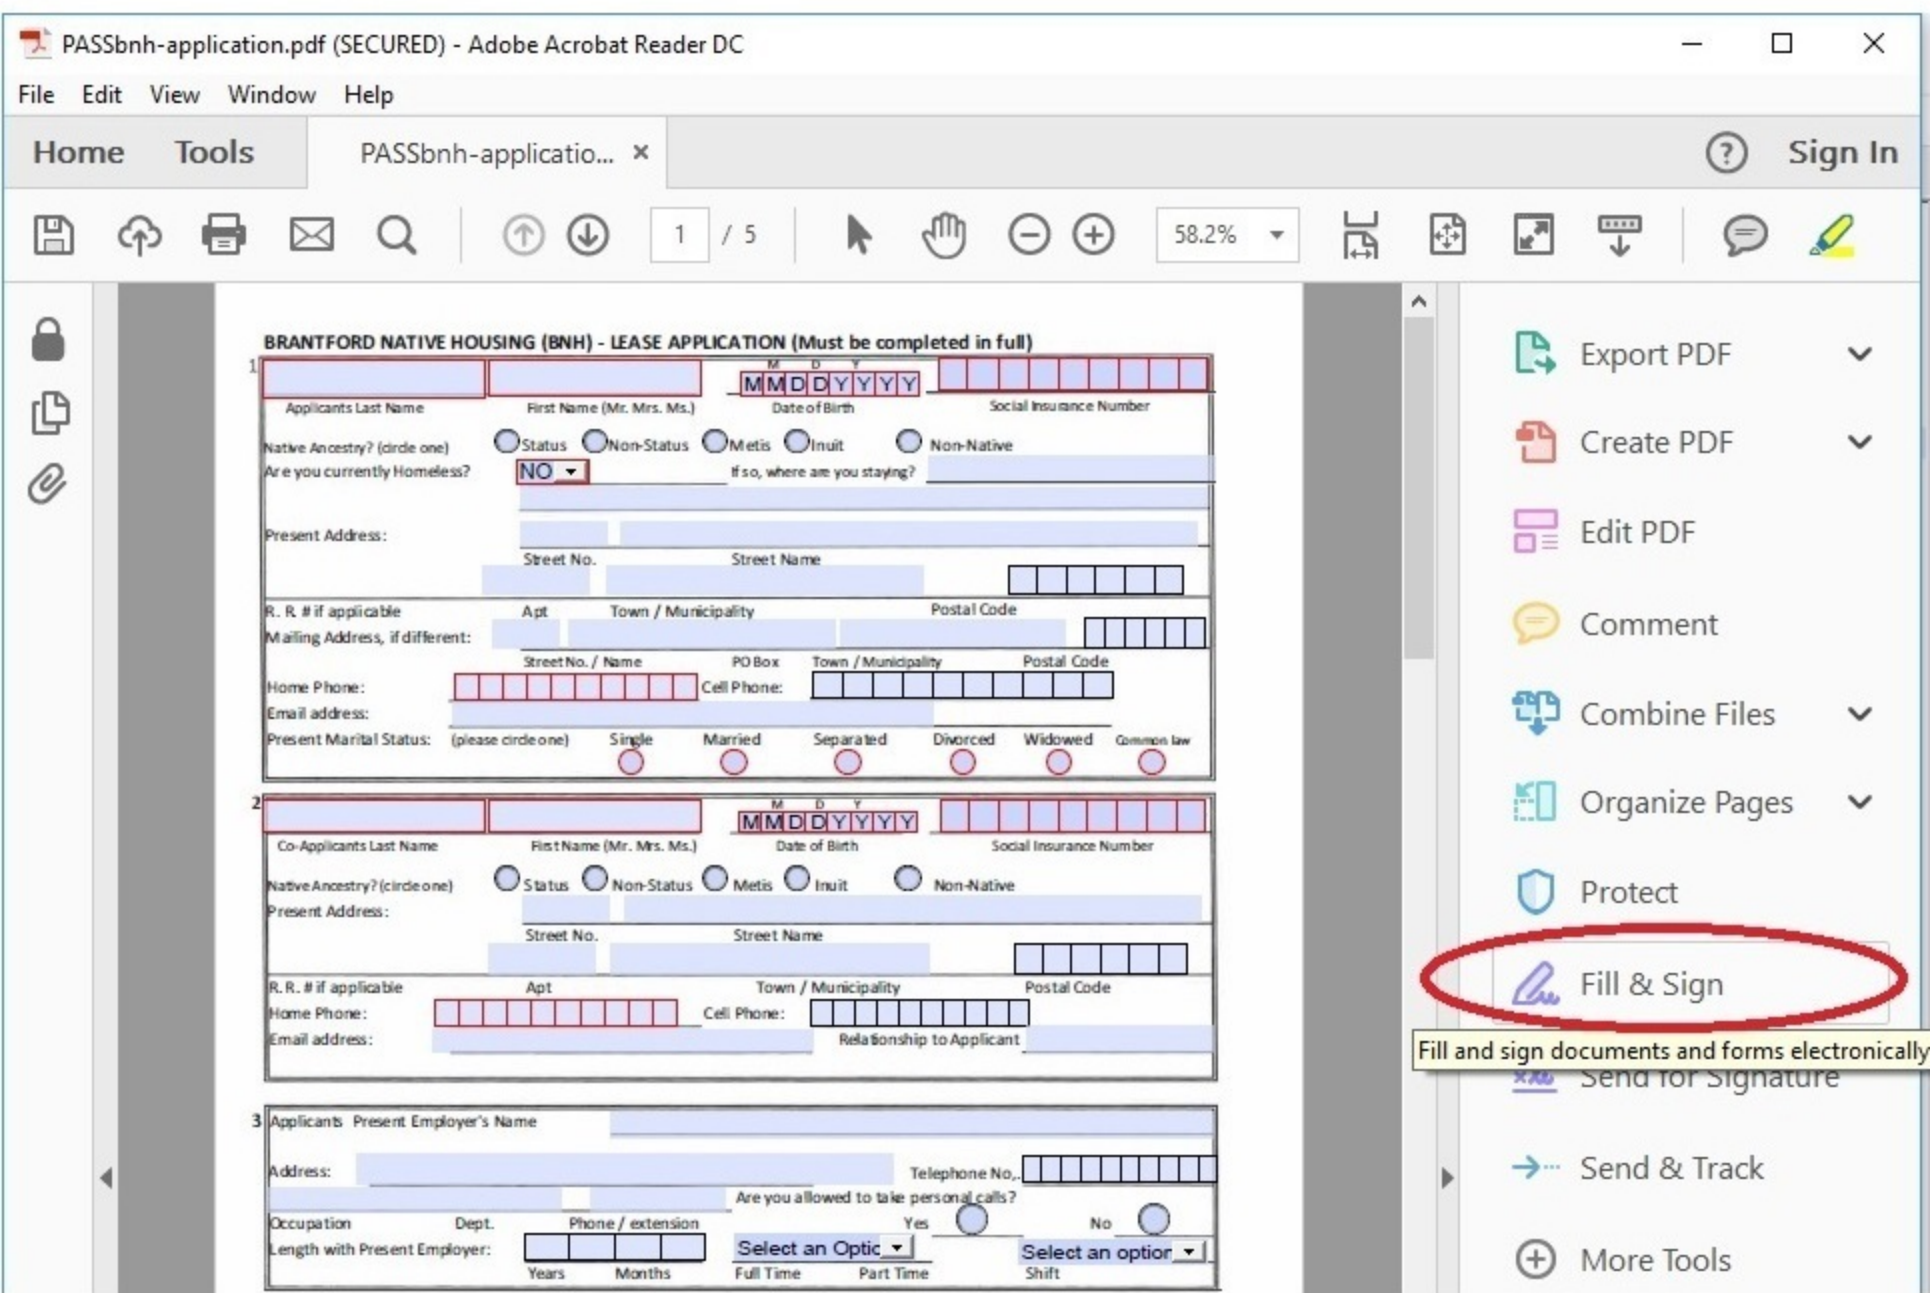 PASSbnh-application.pdf (SECURED) - Adobe Acrobat Reader DC
File Edit View Window Help
Home Tools PASSbnh-applicatio... × ? Sign In
1 / 5 58.2%
BRANTFORD NATIVE HOUSING (BNH) - LEASE APPLICATION (Must be completed in full)
1 M D Y
M M D D Y Y Y Y
Applicants Last Name First Name (Mr. Mrs. Ms.) Date of Birth Social Insurance Number
Native Ancestry? (circle one) Status Non-Status Metis Inuit Non-Native
Are you currently Homeless? NO If so, where are you staying?
Present Address:
Street No. Street Name
R. R. # if applicable Apt Town / Municipality Postal Code
Mailing Address, if different:
Street No. / Name PO Box Town / Municipality Postal Code
Home Phone: Cell Phone:
Email address:
Present Marital Status: (please circle one) Single Married Separated Divorced Widowed Common law
2 M D Y
M M D D Y Y Y Y
Co-Applicants Last Name First Name (Mr. Mrs. Ms.) Date of Birth Social Insurance Number
Native Ancestry? (circle one) Status Non-Status Metis Inuit Non-Native
Present Address:
Street No. Street Name
R. R. # if applicable Apt Town / Municipality Postal Code
Home Phone: Cell Phone:
Email address: Relationship to Applicant
3 Applicants Present Employer's Name
Address: Telephone No,.
Are you allowed to take personal calls?
Occupation Dept. Phone / extension Yes No
Length with Present Employer: Select an Optic Select an option
Years Months Full Time Part Time Shift
Export PDF
Create PDF
Edit PDF
Comment
Combine Files
Organize Pages
Protect
Fill & Sign
Fill and sign documents and forms electronically
Send for Signature
Send & Track
More Tools